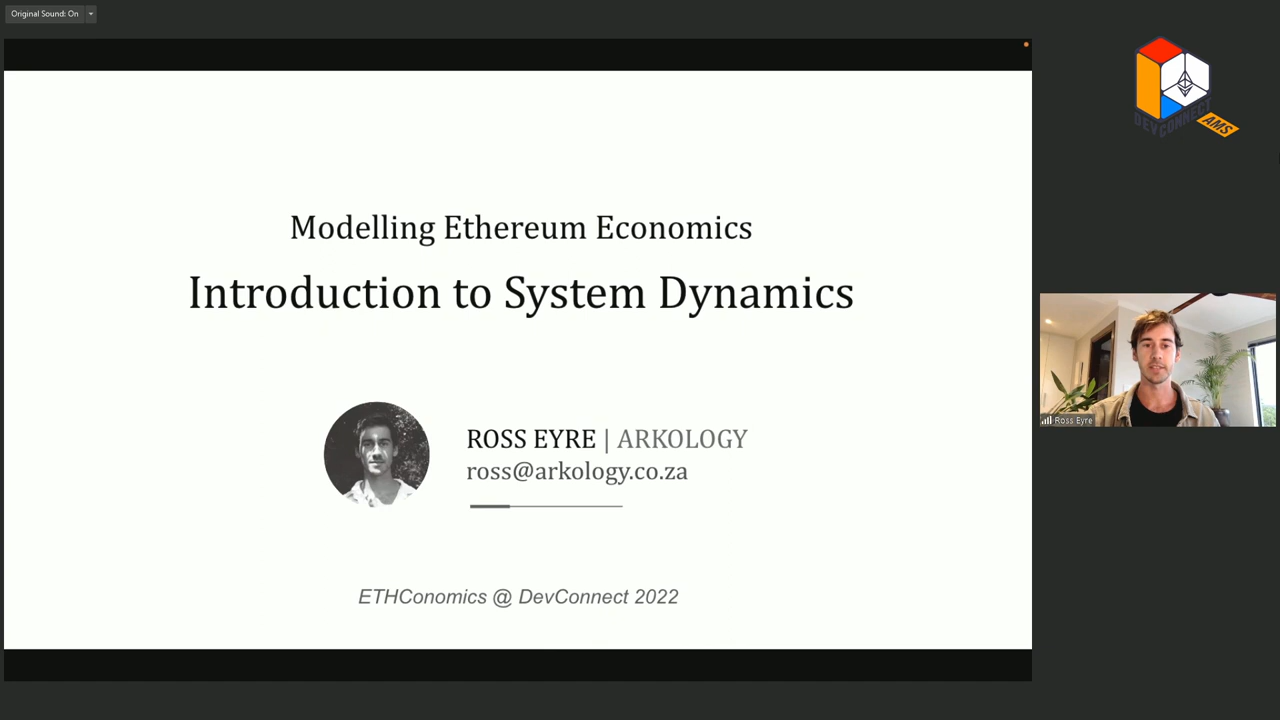 Original Sound: On
DEVCONNECT
AMS
Modelling Ethereum Economics
Introduction to System Dynamics
ROSS EYRE | ARKOLOGY
ross@arkology.co.za
Ross Eyre
ETHConomics @ DevConnect 2022